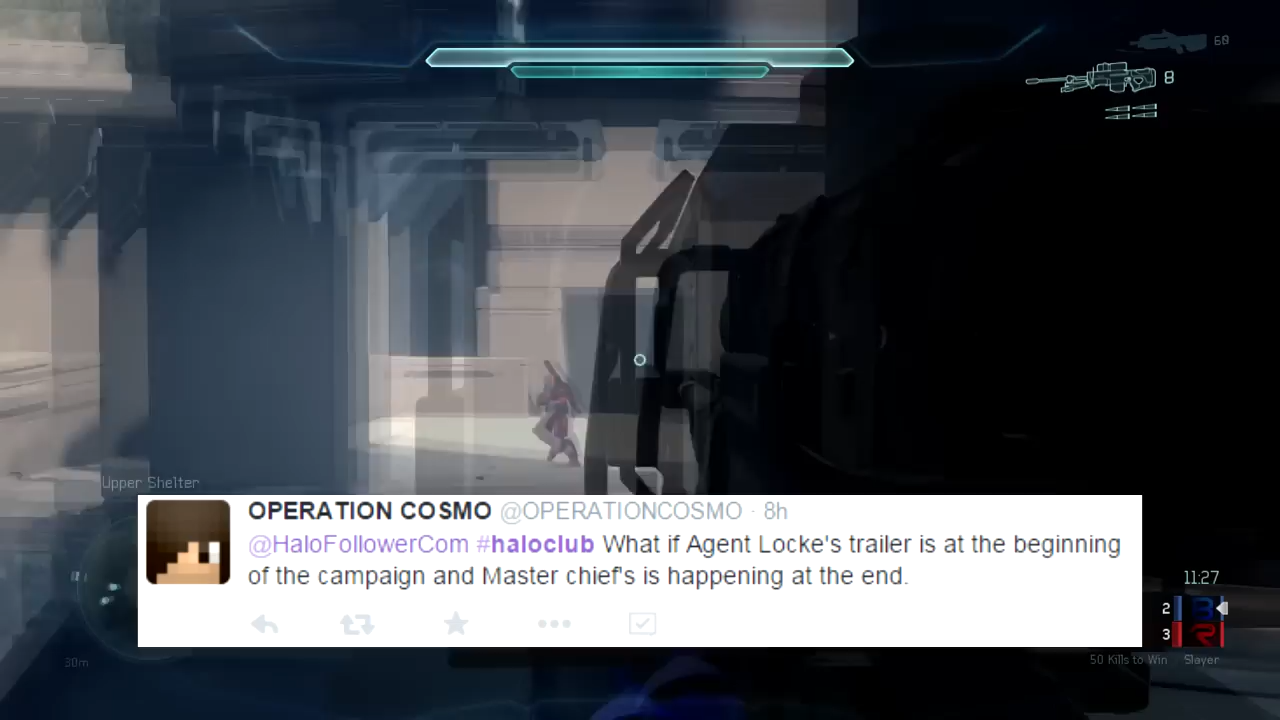 60
8
Upper Shelter
OPERATION COSMO @OPERATIONCOSMO · 8h
@HaloFollowerCom #haloclub What if Agent Locke's trailer is at the beginning
of the campaign and Master chief's is happening at the end.
11:27
2 B
3 R
30m
50 Kills to Win Slayer